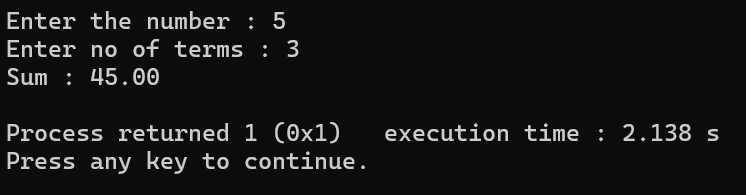 Enter the number : 5
Enter no of terms : 3
Sum : 45.00
Process returned 1 (0x1)   execution time : 2.138 s
Press any key to continue.